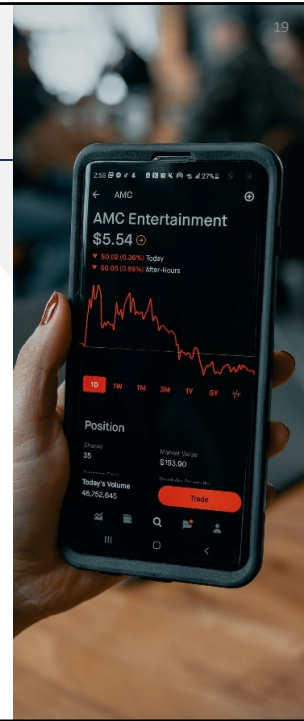 19
2:55 27%
AMC
AMC Entertainment
$5.54
▼ $0.02 (0.36%) Today
▼ $0.05 (0.89%) After-Hours
1D 1W 1M 3M 1Y 5Y
Position
Shares Market Value
35 $193.90
Today's Volume
46,752,645
Trade